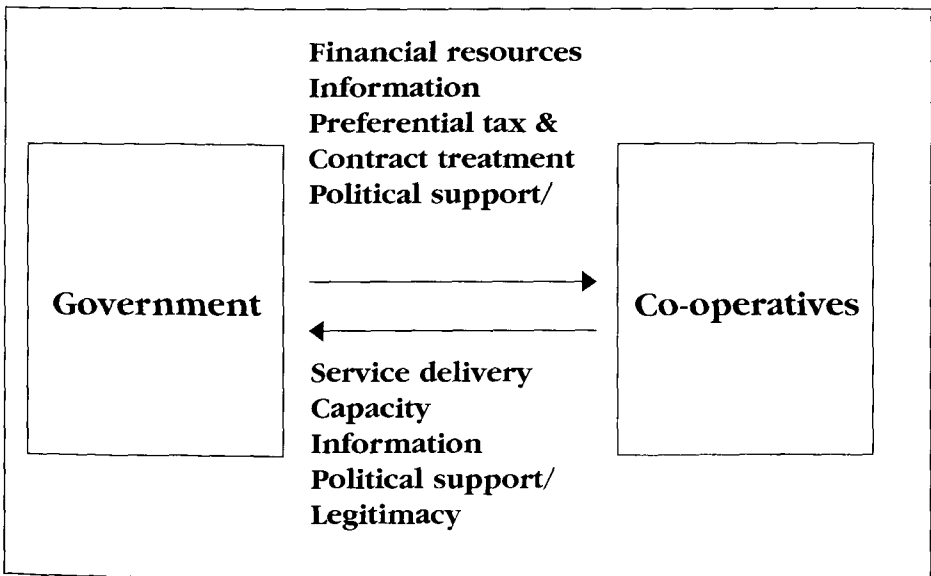 Financial resources
Information
Preferential tax &
Contract treatment
Political support/
Government
Co-operatives
Service delivery
Capacity
Information
Political support/
Legitimacy